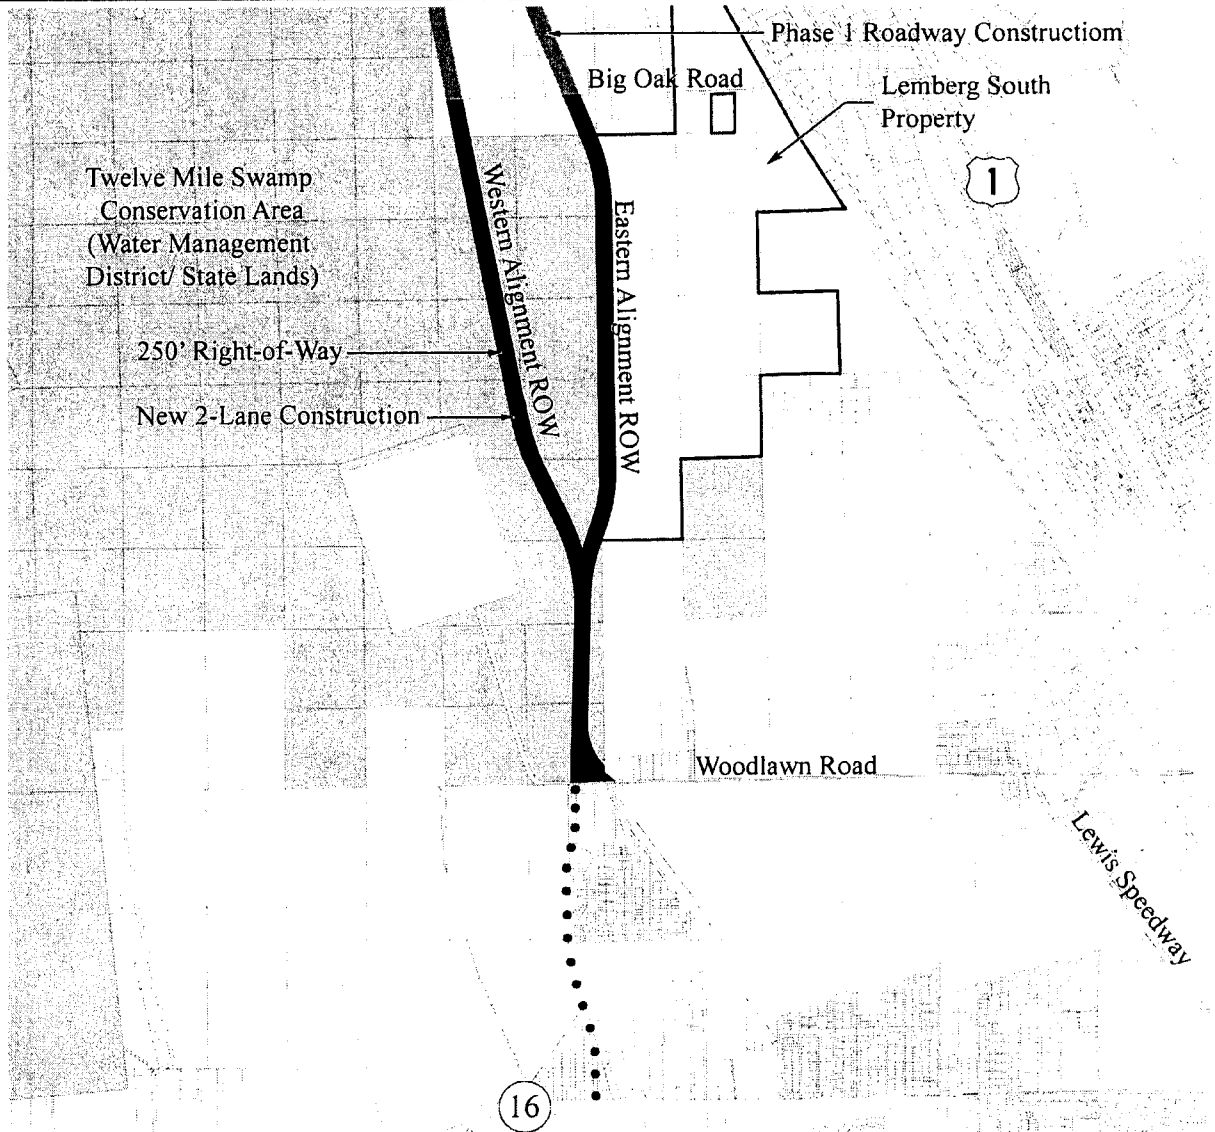 Phase 1 Roadway Constructiom
Big Oak Road
Lemberg South
Property
1
Twelve Mile Swamp
Conservation Area
(Water Management
District/ State Lands)
Western Alignment ROW
Eastern Alignment ROW
250' Right-of-Way
New 2-Lane Construction
Woodlawn Road
Lewis Speedway
16